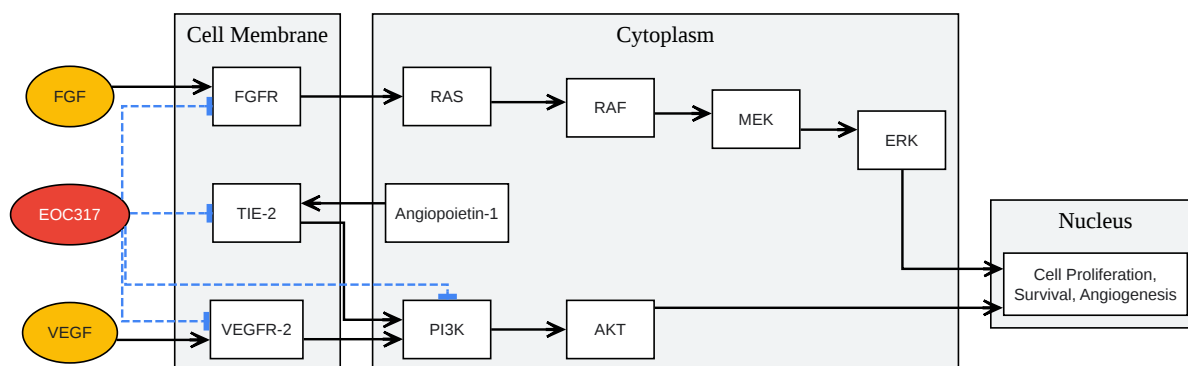 Cell Membrane
Cytoplasm
FGF
FGFR
RAS
RAF
MEK
ERK
EOC317
TIE-2
Angiopoietin-1
Nucleus
Cell Proliferation,
Survival, Angiogenesis
VEGF
VEGFR-2
PI3K
AKT